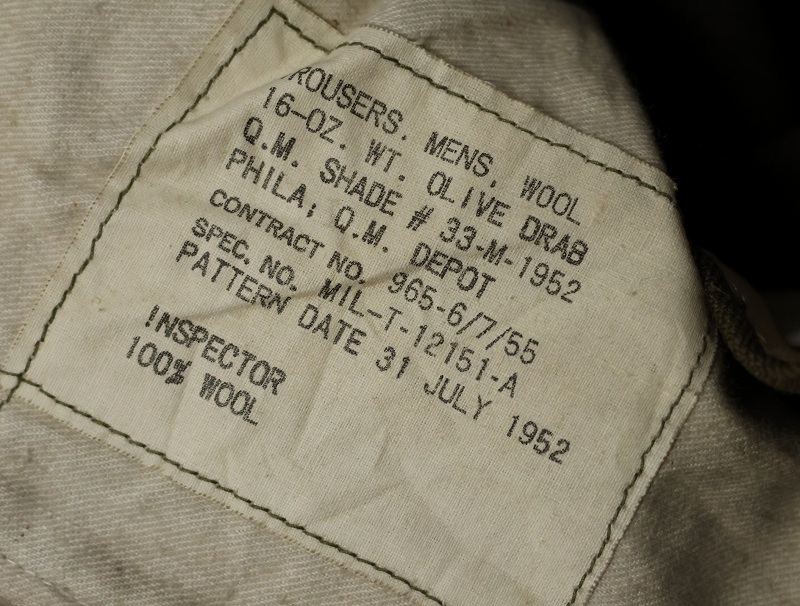 ROUSERS. MENS, WOOL
16-OZ. WT. OLIVE DRAB
Q.M. SHADE # 33-M-1952
PHILA; Q.M. DEPOT
CONTRACT NO. 965-6/7/55
SPEC. NO. MIL-T-12151-A
PATTERN DATE 31 JULY 1952
INSPECTOR
100% WOOL